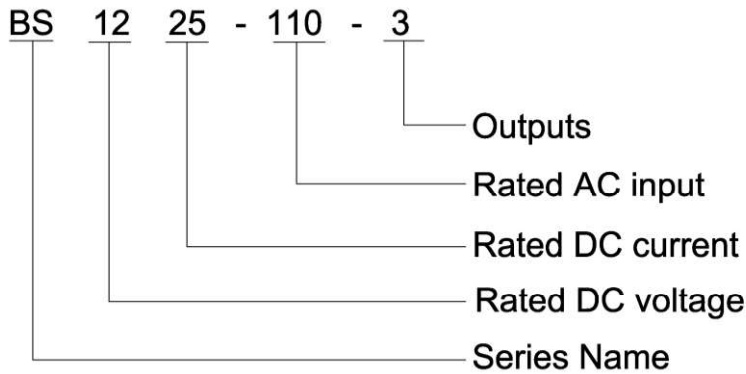 BS 12 25 - 110 - 3
Outputs
Rated AC input
Rated DC current
Rated DC voltage
Series Name